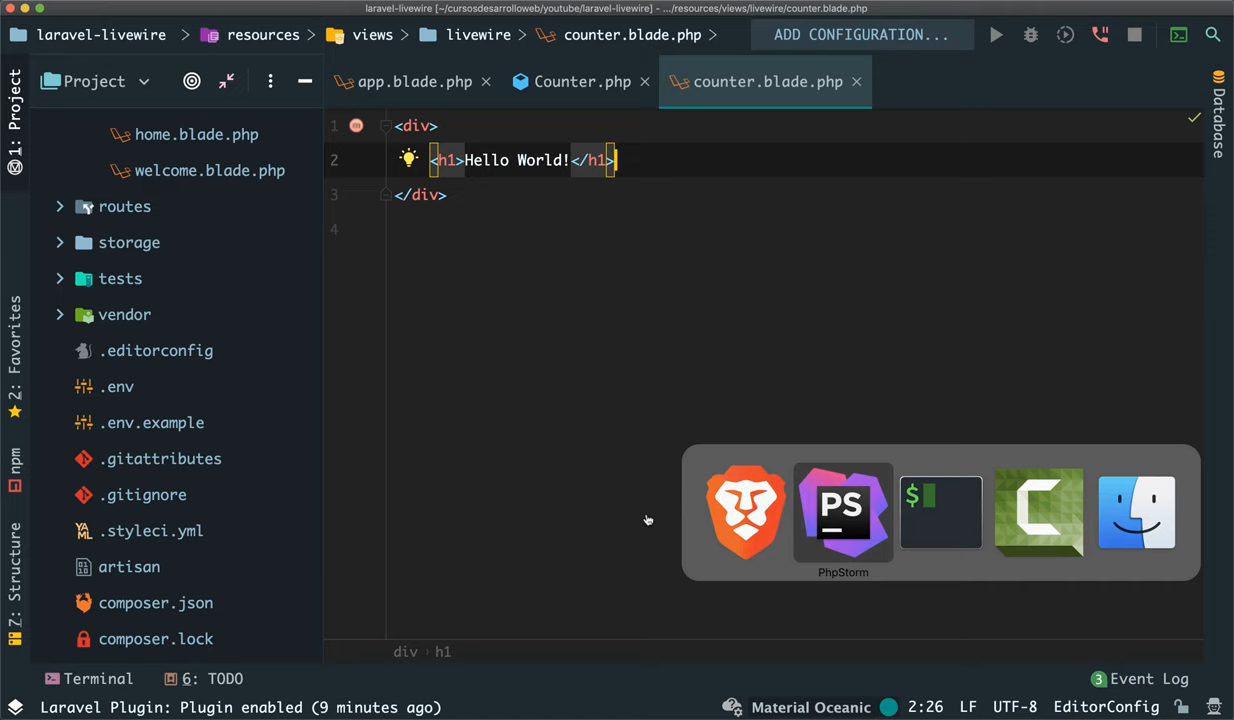 laravel-livewire [~/cursosdesarrolloweb/youtube/laravel-livewire] - .../resources/views/livewire/counter.blade.php
laravel-livewire > resources > views > livewire > counter.blade.php > ADD CONFIGURATION...
1: Project
Project
app.blade.php
Counter.php
counter.blade.php
Database
home.blade.php
welcome.blade.php
routes
storage
tests
vendor
.editorconfig
.env
.env.example
.gitattributes
.gitignore
.styleci.yml
artisan
composer.json
composer.lock
1 <div>
2 <h1>Hello World!</h1>
3 </div>
4
2: Favorites
npm
7: Structure
PS
$
PhpStorm
div › h1
Terminal
6: TODO
3 Event Log
Laravel Plugin: Plugin enabled (9 minutes ago)
Material Oceanic
2:26 LF UTF-8 EditorConfig